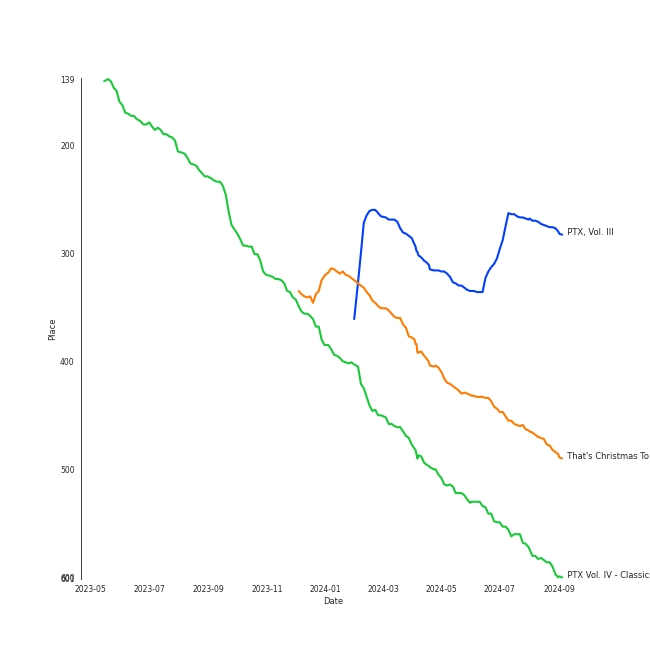 139
200
300
400
500
600
601
Place
2023-05 2023-07 2023-09 2023-11 2024-01 2024-03 2024-05 2024-07 2024-09
Date
PTX, Vol. III
That's Christmas To
PTX Vol. IV - Classic